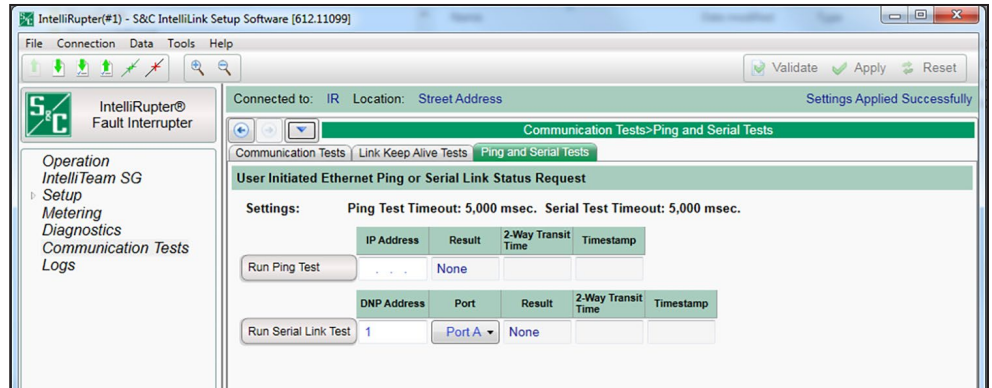 IntelliRupter(#1) - S&C IntelliLink Setup Software [612.11099]
File Connection Data Tools Help
Validate Apply Reset
S&C
IntelliRupter®
Fault Interrupter
Operation
IntelliTeam SG
Setup
Metering
Diagnostics
Communication Tests
Logs
Connected to: IR Location: Street Address Settings Applied Successfully
Communication Tests>Ping and Serial Tests
Communication Tests Link Keep Alive Tests Ping and Serial Tests
User Initiated Ethernet Ping or Serial Link Status Request
Settings: Ping Test Timeout: 5,000 msec. Serial Test Timeout: 5,000 msec.
IP Address Result 2-Way Transit Time Timestamp
Run Ping Test . . . None
DNP Address Port Result 2-Way Transit Time Timestamp
Run Serial Link Test 1 Port A None